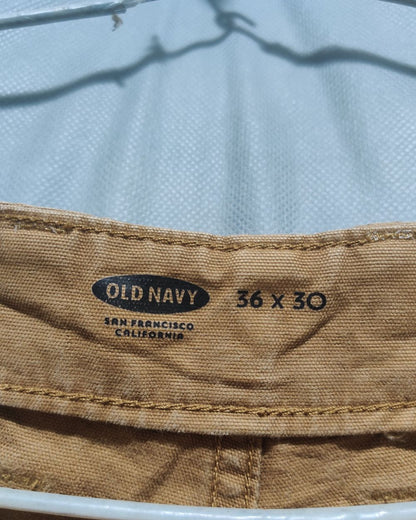 OLD NAVY 36 x 30
SAN FRANCISCO
CALIFORNIA